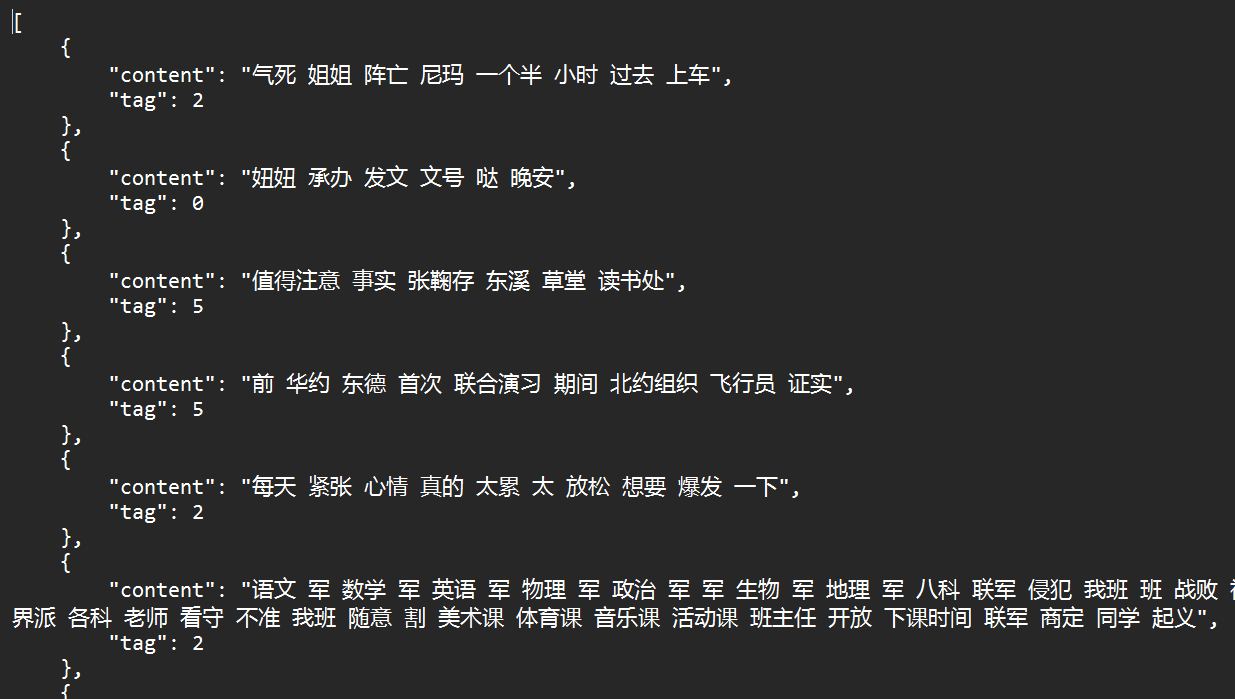 [
    {
        "content": "气死 姐姐 阵亡 尼玛 一个半 小时 过去 上车",
        "tag": 2
    },
    {
        "content": "妞妞 承办 发文 文号 哒 晚安",
        "tag": 0
    },
    {
        "content": "值得注意 事实 张鞠存 东溪 草堂 读书处",
        "tag": 5
    },
    {
        "content": "前 华约 东德 首次 联合演习 期间 北约组织 飞行员 证实",
        "tag": 5
    },
    {
        "content": "每天 紧张 心情 真的 太累 太 放松 想要 爆发 一下",
        "tag": 2
    },
    {
        "content": "语文 军 数学 军 英语 军 物理 军 政治 军 军 生物 军 地理 军 八科 联军 侵犯 我班 班 战败
界派 各科 老师 看守 不准 我班 随意 割 美术课 体育课 音乐课 活动课 班主任 开放 下课时间 联军 商定 同学 起义",
        "tag": 2
    },
    {